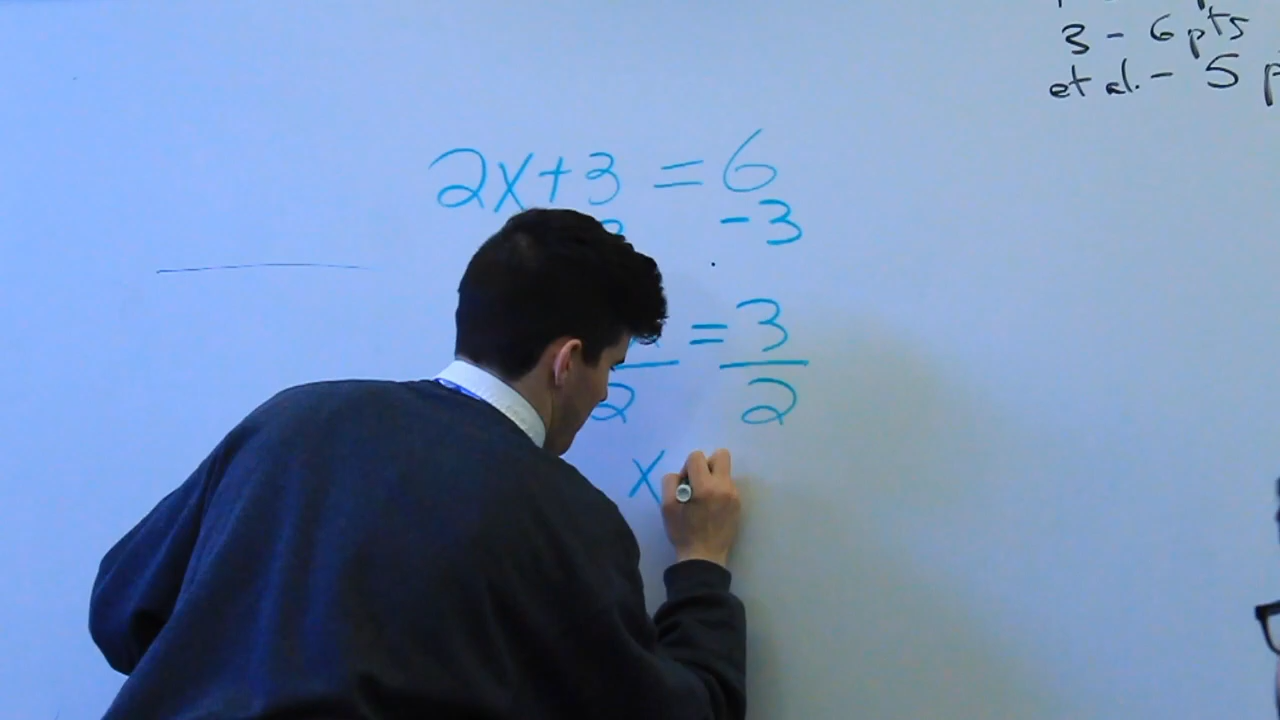 3 - 6 pts
et al. - 5
2x+3 = 6
-3
= 3
2 2
x